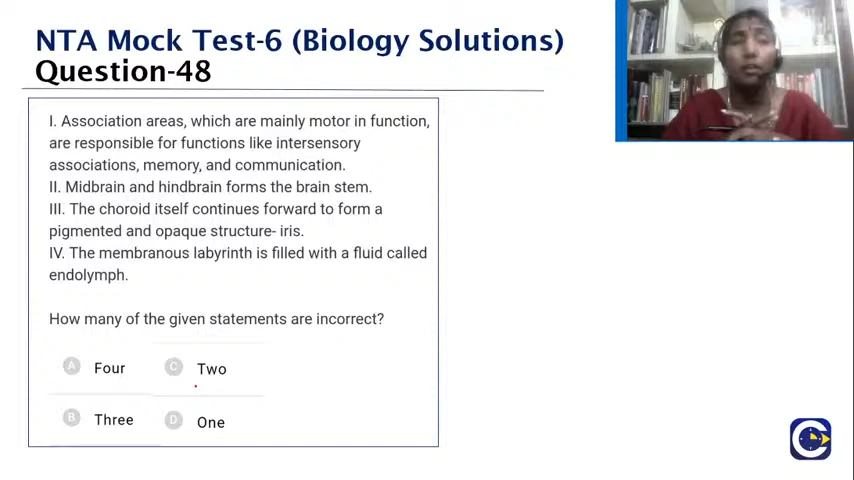 NTA Mock Test-6 (Biology Solutions)
Question-48
I. Association areas, which are mainly motor in function,
are responsible for functions like intersensory
associations, memory, and communication.
II. Midbrain and hindbrain forms the brain stem.
III. The choroid itself continues forward to form a
pigmented and opaque structure- iris.
IV. The membranous labyrinth is filled with a fluid called
endolymph.
How many of the given statements are incorrect?
A Four
C Two
B Three
D One